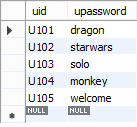 uid upassword
U101 dragon
U102 starwars
U103 solo
U104 monkey
U105 welcome
NULL NULL